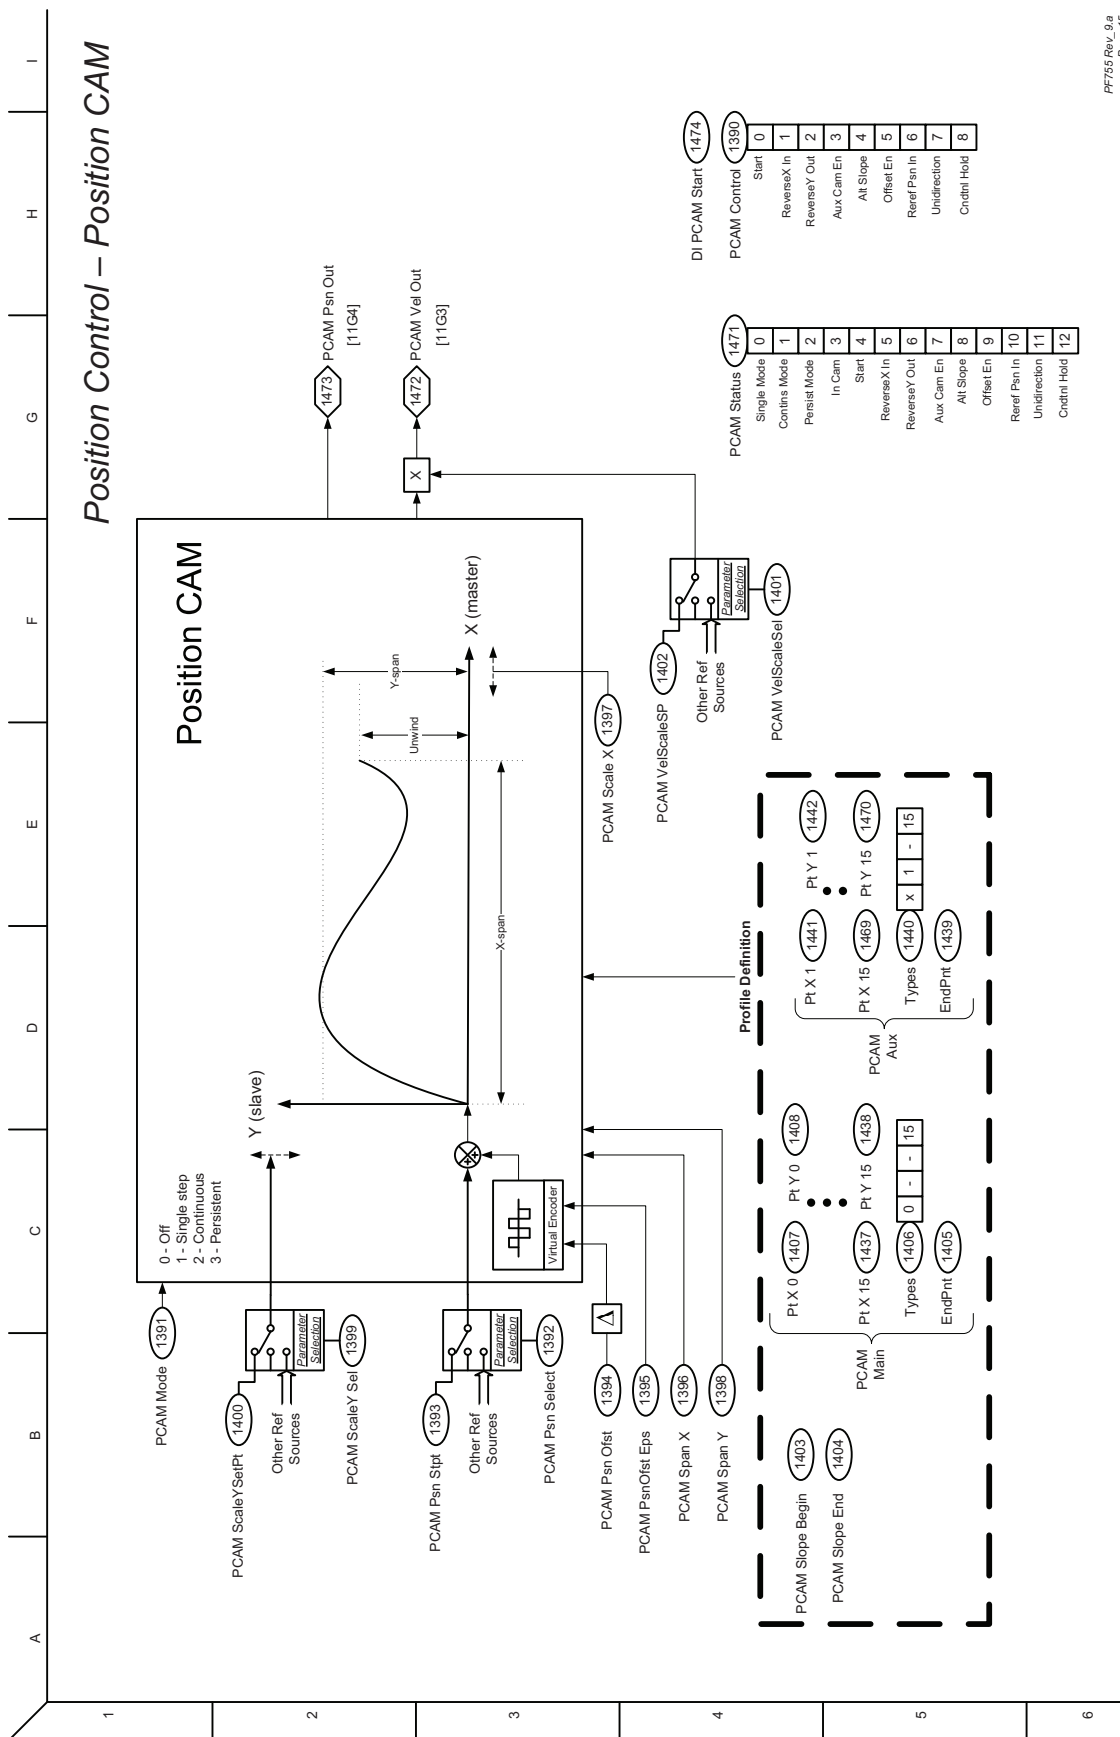 A
B
C
D
E
F
G
H
I
1
2
3
4
5
6
Position Control – Position CAM
PCAM Mode 1391
0 - Off
1 - Single step
2 - Continuous
3 - Persistent
Position CAM
PCAM ScaleYSetPt 1400
Other Ref
Sources
Parameter
Selection
PCAM ScaleY Sel 1399
Y (slave)
PCAM Psn Stpt 1393
Other Ref
Sources
Parameter
Selection
PCAM Psn Select 1392
Virtual Encoder
X-span
Unwind
Y-span
X (master)
PCAM Psn Ofst 1394
Δ
PCAM PsnOfst Eps 1395
PCAM Span X 1396
PCAM Span Y 1398
PCAM Scale X 1397
1473 PCAM Psn Out
[11G4]
X
1472 PCAM Vel Out
[11G3]
PCAM VelScaleSP 1402
Other Ref
Sources
Parameter
Selection
PCAM VelScaleSel 1401
Profile Definition
PCAM Slope Begin 1403
PCAM Slope End 1404
PCAM
Main
Pt X 0 1407
Pt Y 0 1408
Pt X 15 1437
Pt Y 15 1438
Types 1406 0 - - 15
EndPnt 1405
PCAM
Aux
Pt X 1 1441
Pt Y 1 1442
Pt X 15 1469
Pt Y 15 1470
Types 1440 x 1 - 15
EndPnt 1439
PCAM Status 1471
Single Mode 0
Contins Mode 1
Persist Mode 2
In Cam 3
Start 4
ReverseX In 5
ReverseY Out 6
Aux Cam En 7
Alt Slope 8
Offset En 9
Reref Psn In 10
Unidirection 11
Cndtnl Hold 12
DI PCAM Start 1474
PCAM Control 1390
Start 0
ReverseX In 1
ReverseY Out 2
Aux Cam En 3
Alt Slope 4
Offset En 5
Reref Psn In 6
Unidirection 7
Cndtnl Hold 8
PF755 Rev_9.a